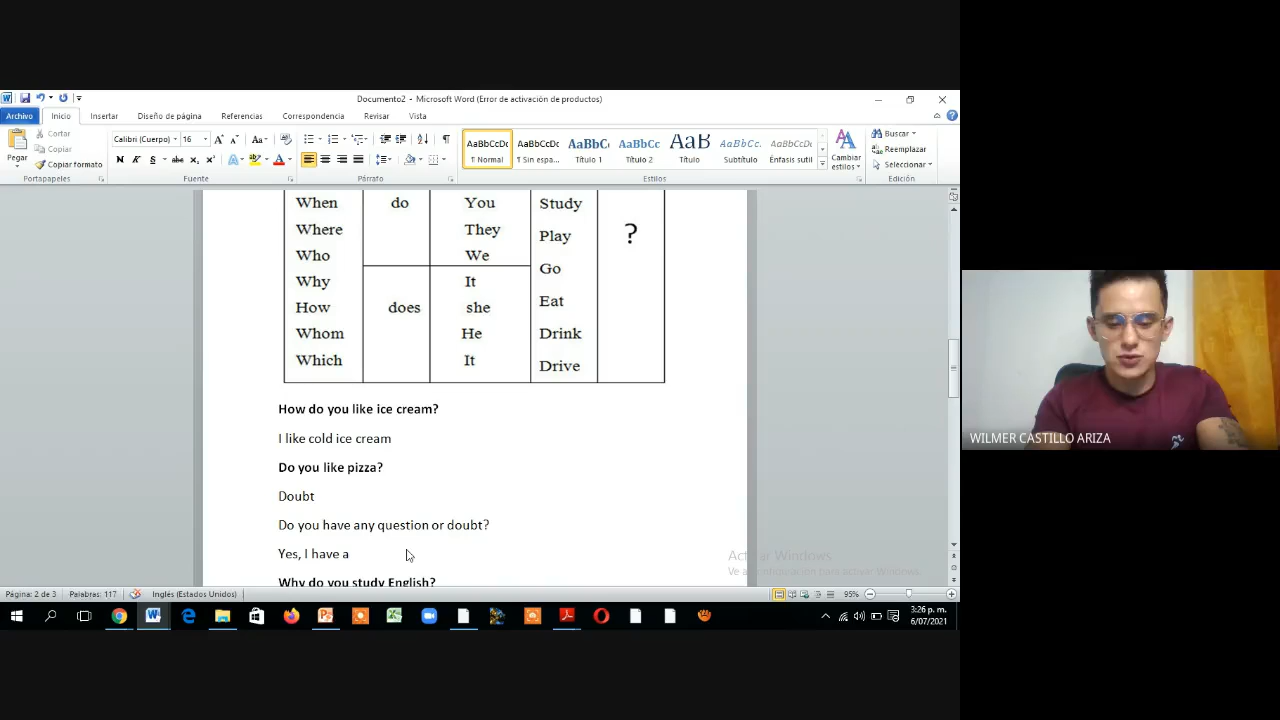 Documento2 - Microsoft Word (Error de activación de productos)
Archivo Inicio Insertar Diseño de página Referencias Correspondencia Revisar Vista
Pegar
Cortar
Copiar
Copiar formato
Portapapeles
Calibri (Cuerpo) 16
Fuente
Párrafo
AaBbCcDc AaBbCcDc AaBbC AaBbCc AaB AaBbCc. AaBbCcDc
¶ Normal ¶ Sin espa... Título 1 Título 2 Título Subtítulo Énfasis sutil
Estilos
Cambiar estilos
Buscar
Reemplazar
Seleccionar
Edición
When do You Study
Where They Play
Who We Go
Why It Eat
How does she Drink
Whom He Drive
Which It
?
How do you like ice cream?
I like cold ice cream
Do you like pizza?
Doubt
Do you have any question or doubt?
Yes, I have a
Why do you study English?
Activar Windows
Página: 2 de 3 Palabras: 117 Inglés (Estados Unidos) 95%
3:26 p. m.
6/07/2021
WILMER CASTILLO ARIZA